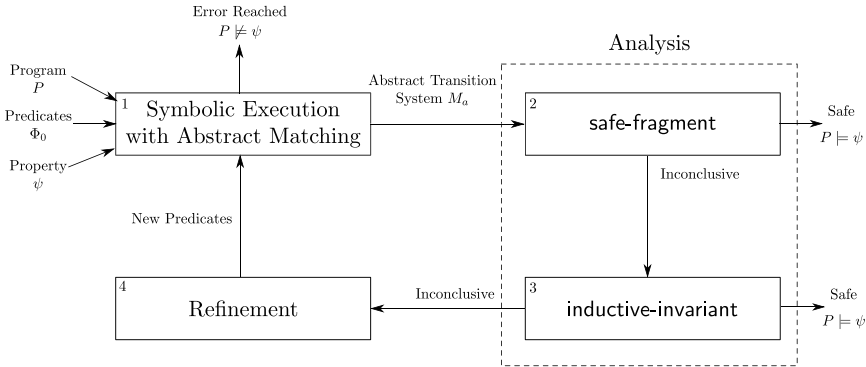 Error Reached
P ⊭ ψ
Analysis
Program
P
Predicates
Φ₀
Property
ψ
1
Symbolic Execution
with Abstract Matching
Abstract Transition
System Mₐ
2
safe-fragment
Safe
P ⊨ ψ
Inconclusive
New Predicates
4
Refinement
Inconclusive
3
inductive-invariant
Safe
P ⊨ ψ